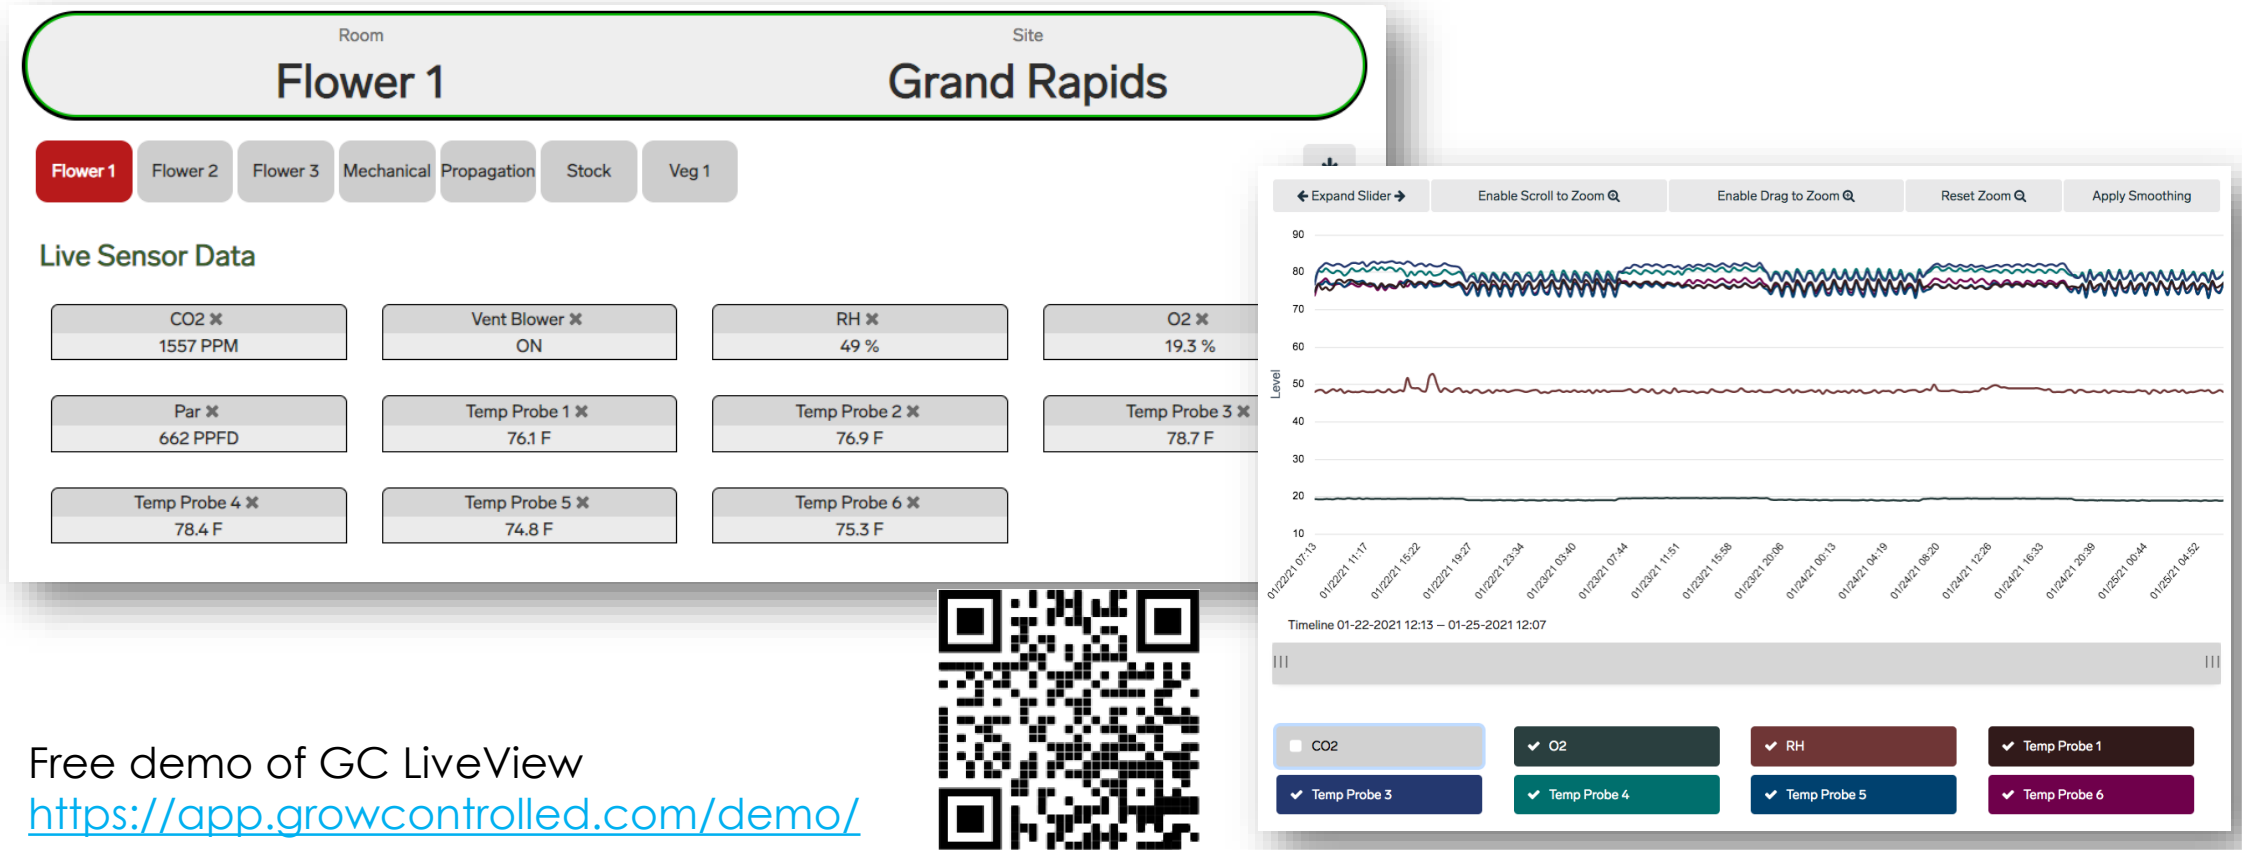 Room
Site
Flower 1
Grand Rapids
Flower 1
Flower 2
Flower 3
Mechanical
Propagation
Stock
Veg 1
Live Sensor Data
CO2
1557 PPM
Vent Blower
ON
RH
49 %
O2
19.3 %
Par
662 PPFD
Temp Probe 1
76.1 F
Temp Probe 2
76.9 F
Temp Probe 3
78.7 F
Temp Probe 4
78.4 F
Temp Probe 5
74.8 F
Temp Probe 6
75.3 F
Expand Slider
Enable Scroll to Zoom
Enable Drag to Zoom
Reset Zoom
Apply Smoothing
90
80
70
60
50
40
30
20
10
Level
01/22/21 07:13
01/22/21 11:17
01/22/21 15:22
01/22/21 19:27
01/22/21 23:34
01/23/21 03:40
01/23/21 07:44
01/23/21 11:51
01/23/21 15:58
01/23/21 20:06
01/24/21 00:13
01/24/21 04:19
01/24/21 08:20
01/24/21 12:26
01/24/21 16:33
01/24/21 20:39
01/25/21 00:44
01/25/21 04:52
Timeline 01-22-2021 12:13 – 01-25-2021 12:07
CO2
O2
RH
Temp Probe 1
Temp Probe 3
Temp Probe 4
Temp Probe 5
Temp Probe 6
Free demo of GC LiveView
https://app.growcontrolled.com/demo/